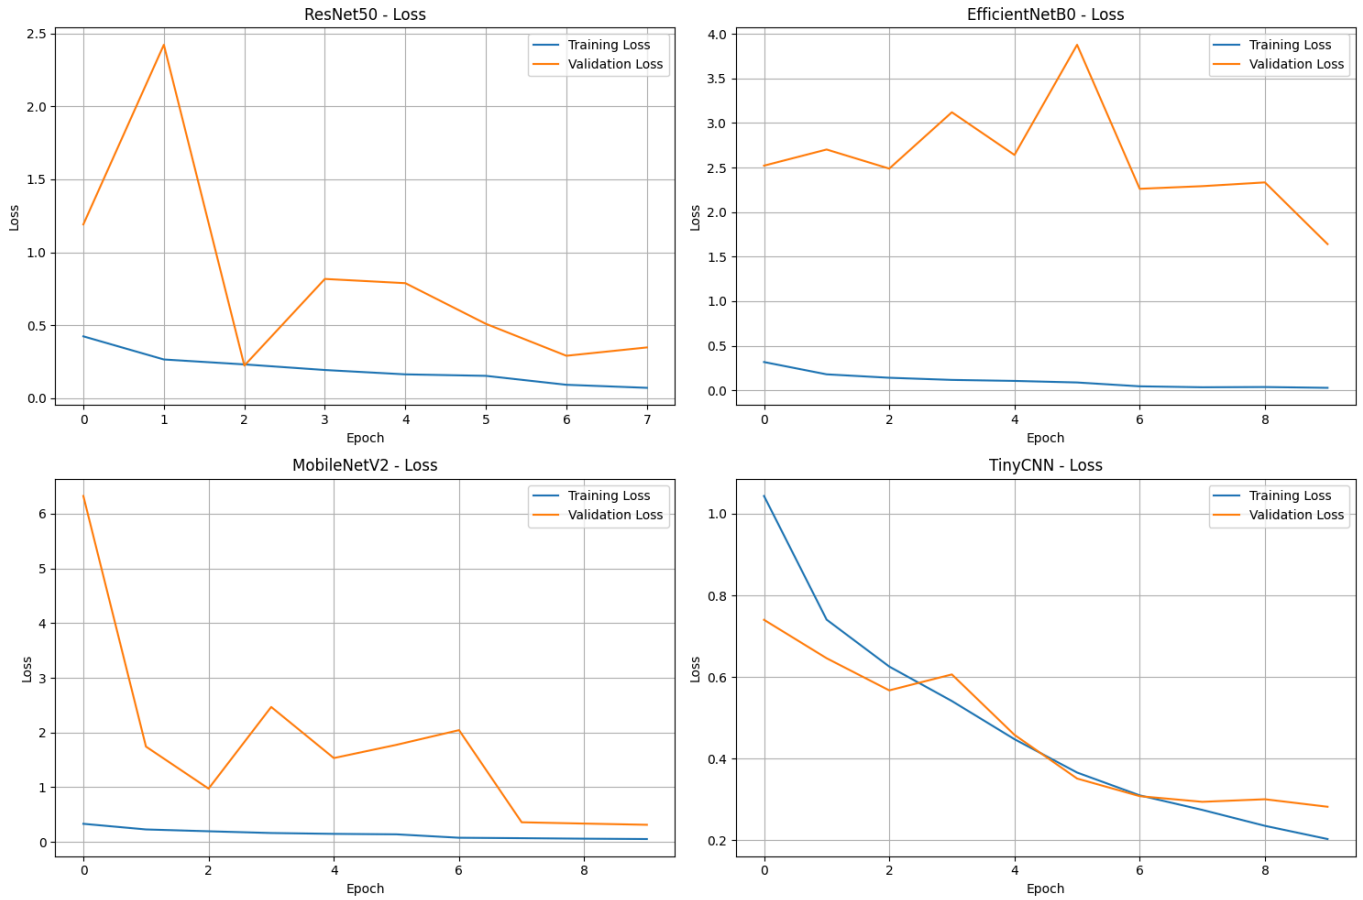 ResNet50 - Loss
2.5
2.0
1.5
1.0
0.5
0.0
Loss
Training Loss
Validation Loss
0 1 2 3 4 5 6 7
Epoch
EfficientNetB0 - Loss
4.0
3.5
3.0
2.5
2.0
1.5
1.0
0.5
0.0
Loss
Training Loss
Validation Loss
0 2 4 6 8
Epoch
MobileNetV2 - Loss
6
5
4
3
2
1
0
Loss
Training Loss
Validation Loss
0 2 4 6 8
Epoch
TinyCNN - Loss
1.0
0.8
0.6
0.4
0.2
Loss
Training Loss
Validation Loss
0 2 4 6 8
Epoch